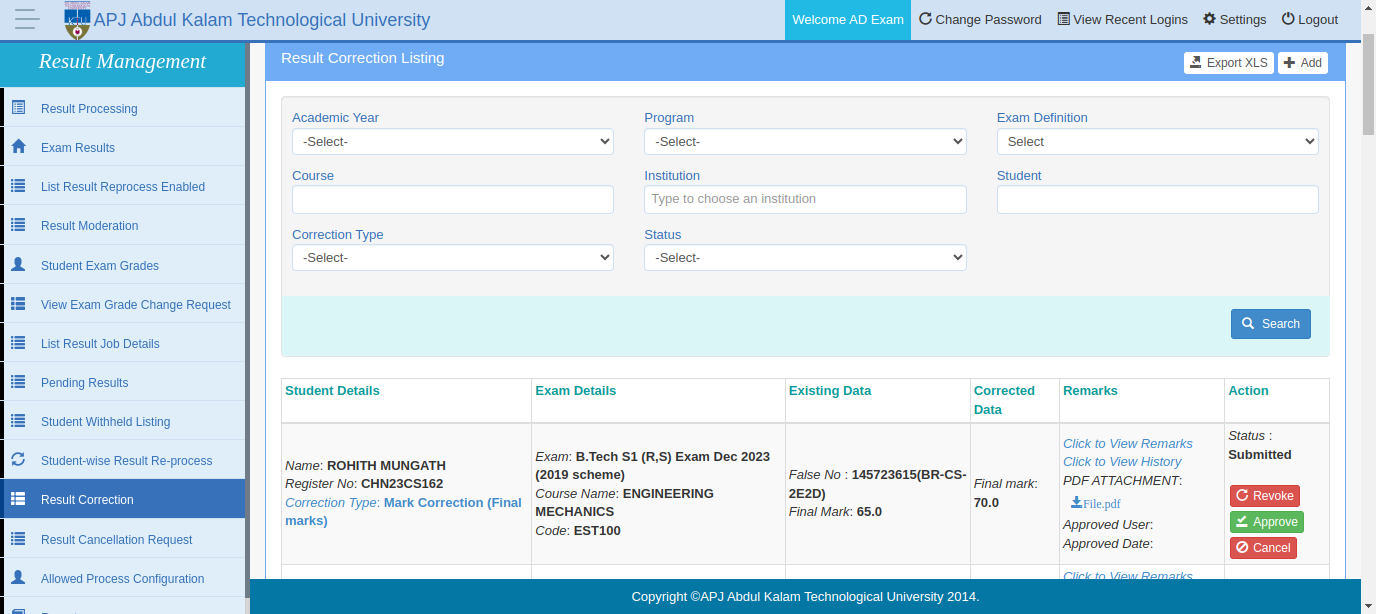 APJ Abdul Kalam Technological University
Welcome AD Exam
Change Password
View Recent Logins
Settings
Logout
Result Management
Result Processing
Exam Results
List Result Reprocess Enabled
Result Moderation
Student Exam Grades
View Exam Grade Change Request
List Result Job Details
Pending Results
Student Withheld Listing
Student-wise Result Re-process
Result Correction
Result Cancellation Request
Allowed Process Configuration
Result Correction Listing
Export XLS
Add
Academic Year
-Select-
Program
-Select-
Exam Definition
Select
Course
Institution
Type to choose an institution
Student
Correction Type
-Select-
Status
-Select-
Search
Student Details
Exam Details
Existing Data
Corrected
Data
Remarks
Action
Name: ROHITH MUNGATH
Register No: CHN23CS162
Correction Type: Mark Correction (Final
marks)
Exam: B.Tech S1 (R,S) Exam Dec 2023
(2019 scheme)
Course Name: ENGINEERING
MECHANICS
Code: EST100
False No : 145723615(BR-CS-
2E2D)
Final Mark: 65.0
Final mark:
70.0
Click to View Remarks
Click to View History
PDF ATTACHMENT:
File.pdf
Approved User:
Approved Date:
Status :
Submitted
Revoke
Approve
Cancel
Click to View Remarks
Copyright ©APJ Abdul Kalam Technological University 2014.